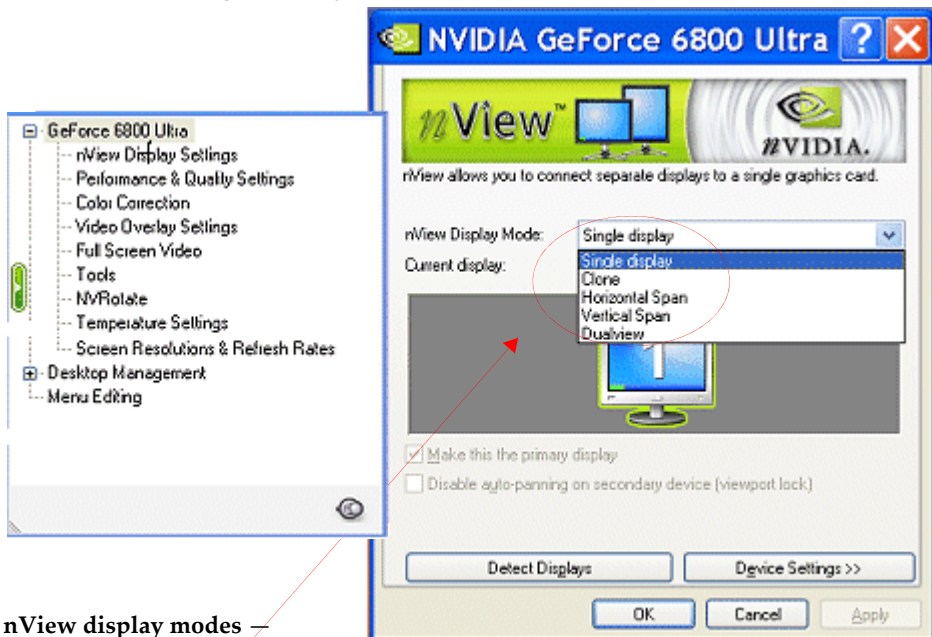 GeForce 6800 Ultra
nView Display Settings
Performance & Quality Settings
Color Correction
Video Overlay Settings
Full Screen Video
Tools
NVRotate
Temperature Settings
Screen Resolutions & Refresh Rates
Desktop Management
Menu Editing
NVIDIA GeForce 6800 Ultra
nView™
NVIDIA.
nView allows you to connect separate displays to a single graphics card.
nView Display Mode: Single display
Current display:
Single display
Clone
Horizontal Span
Vertical Span
Dualview
1
Make this the primary display
Disable auto-panning on secondary device (viewport lock)
Detect Displays Device Settings >>
OK Cancel Apply
nView display modes —